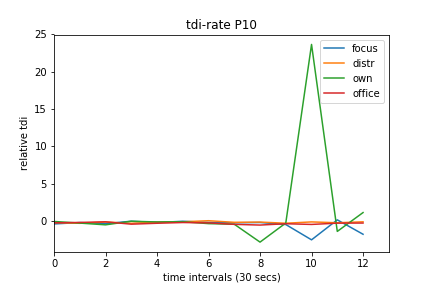 tdi-rate P10
25
20
15
10
5
0
relative tdi
focus
distr
own
office
0 2 4 6 8 10 12
time intervals (30 secs)